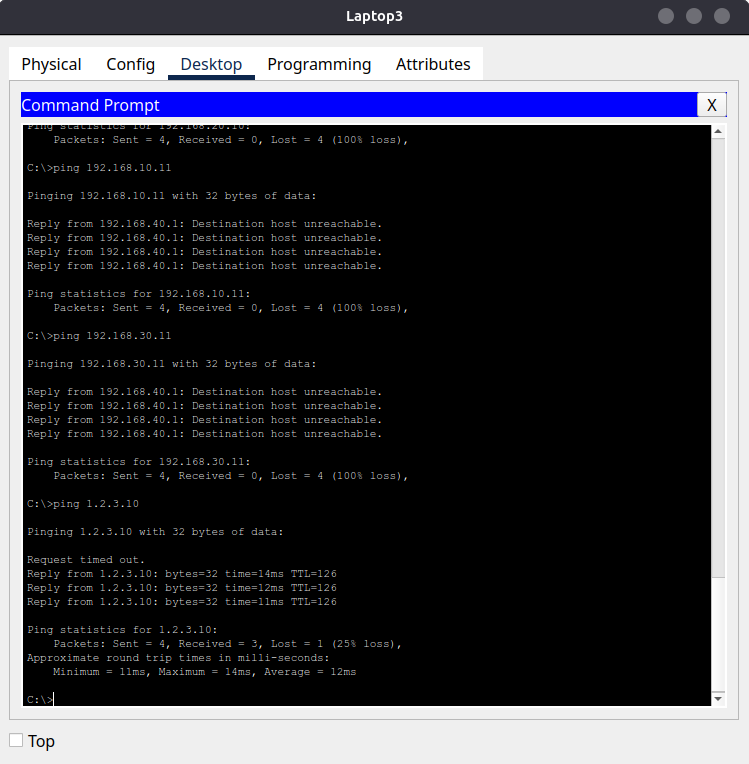 Laptop3
Physical Config Desktop Programming Attributes
Command Prompt X
Ping statistics for 192.168.20.10:
Packets: Sent = 4, Received = 0, Lost = 4 (100% loss),
C:\>ping 192.168.10.11
Pinging 192.168.10.11 with 32 bytes of data:
Reply from 192.168.40.1: Destination host unreachable.
Reply from 192.168.40.1: Destination host unreachable.
Reply from 192.168.40.1: Destination host unreachable.
Reply from 192.168.40.1: Destination host unreachable.
Ping statistics for 192.168.10.11:
Packets: Sent = 4, Received = 0, Lost = 4 (100% loss),
C:\>ping 192.168.30.11
Pinging 192.168.30.11 with 32 bytes of data:
Reply from 192.168.40.1: Destination host unreachable.
Reply from 192.168.40.1: Destination host unreachable.
Reply from 192.168.40.1: Destination host unreachable.
Reply from 192.168.40.1: Destination host unreachable.
Ping statistics for 192.168.30.11:
Packets: Sent = 4, Received = 0, Lost = 4 (100% loss),
C:\>ping 1.2.3.10
Pinging 1.2.3.10 with 32 bytes of data:
Request timed out.
Reply from 1.2.3.10: bytes=32 time=14ms TTL=126
Reply from 1.2.3.10: bytes=32 time=12ms TTL=126
Reply from 1.2.3.10: bytes=32 time=11ms TTL=126
Ping statistics for 1.2.3.10:
Packets: Sent = 4, Received = 3, Lost = 1 (25% loss),
Approximate round trip times in milli-seconds:
Minimum = 11ms, Maximum = 14ms, Average = 12ms
C:\>
Top